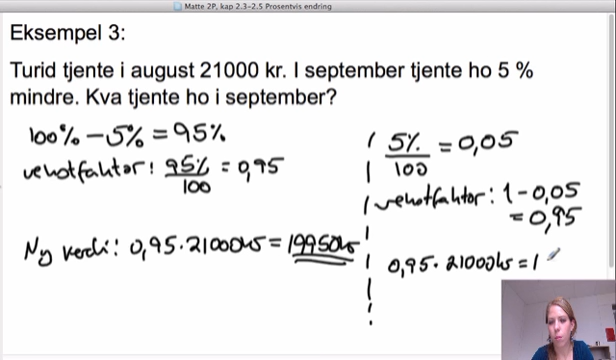 Matte 2P, kap 2.3-2.5 Prosentvis endring
Eksempel 3:
Turid tjente i august 21000 kr. I september tjente ho 5 %
mindre. Kva tjente ho i september?
100% - 5% = 95%
vekstfaktor: 95%/100 = 0,95
Ny verdi: 0,95 · 21000kr = 19950kr
5%/100 = 0,05
vekstfaktor: 1 - 0,05
= 0,95
0,95 · 21000kr = 1